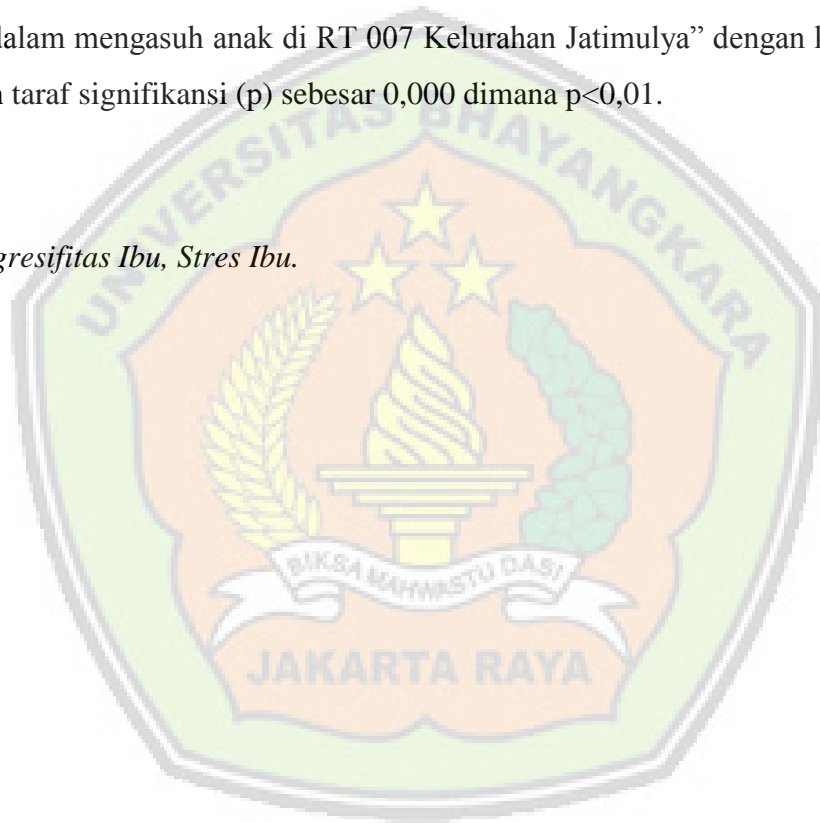 dalam mengasuh anak di RT 007 Kelurahan Jatimulya” dengan
taraf signifikansi (p) sebesar 0,000 dimana p<0,01.
gresifitas Ibu, Stres Ibu.
UNIVERSITAS BHAYANGKARA
BIKSA MAHWASTU DASI
JAKARTA RAYA